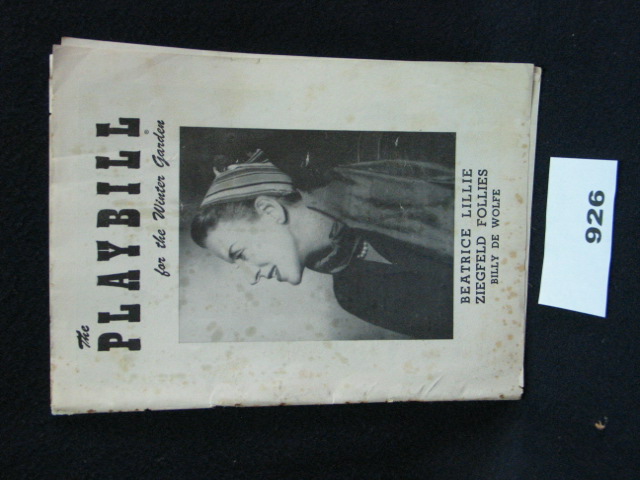 The
PLAYBILL®
for the Winter Garden
BEATRICE LILLIE
ZIEGFELD FOLLIES
BILLY DE WOLFE
926